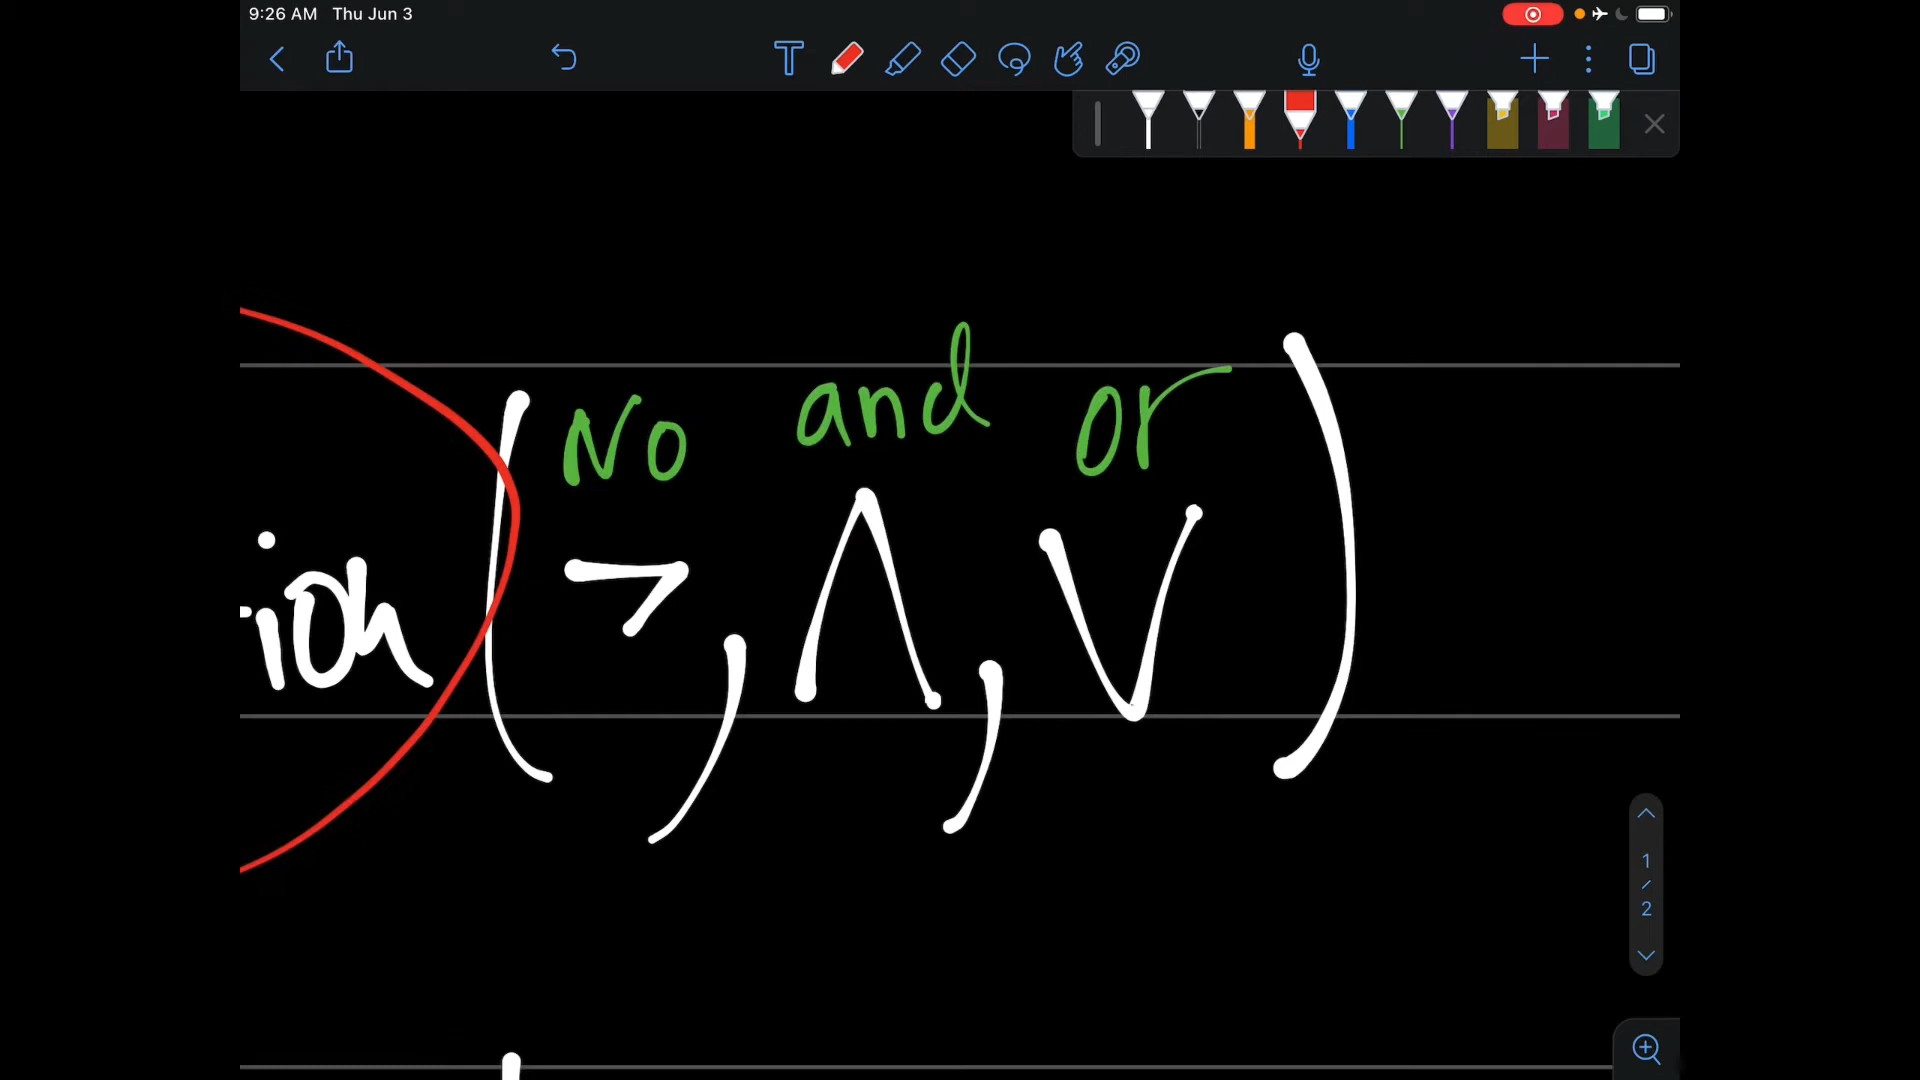 9:26 AM Thu Jun 3
No and or
ion (¬, ∧, ∨)
1
/
2